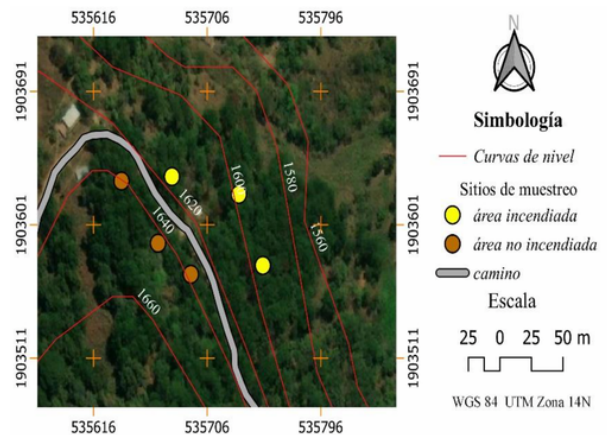 535616 535706 535796
1903691
1903601
1903511
1903691
1903601
1903511
535616 535706 535796
1600
1580
1560
1620
1640
1660
N
Simbología
Curvas de nivel
Sitios de muestreo
área incendiada
área no incendiada
camino
Escala
25 0 25 50 m
WGS 84 UTM Zona 14N